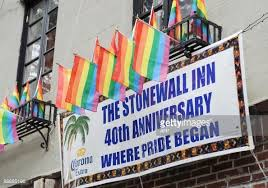 THE STONEWALL INN
40th ANNIVERSARY
WHERE PRIDE BEGAN
Corona
Extra
gettyimages